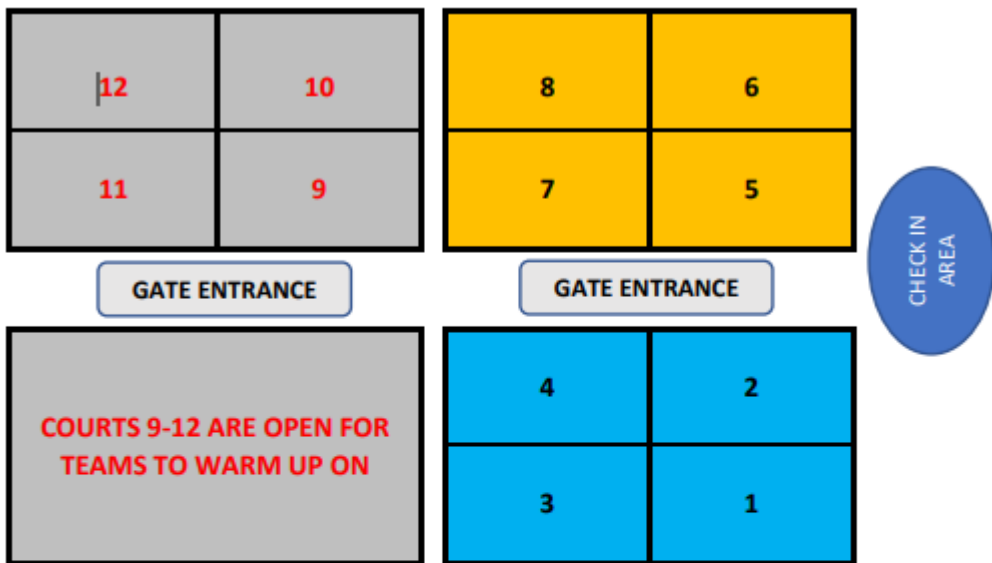 12
10
8
6
11
9
7
5
CHECK IN
AREA
GATE ENTRANCE
GATE ENTRANCE
4
2
COURTS 9-12 ARE OPEN FOR
TEAMS TO WARM UP ON
3
1